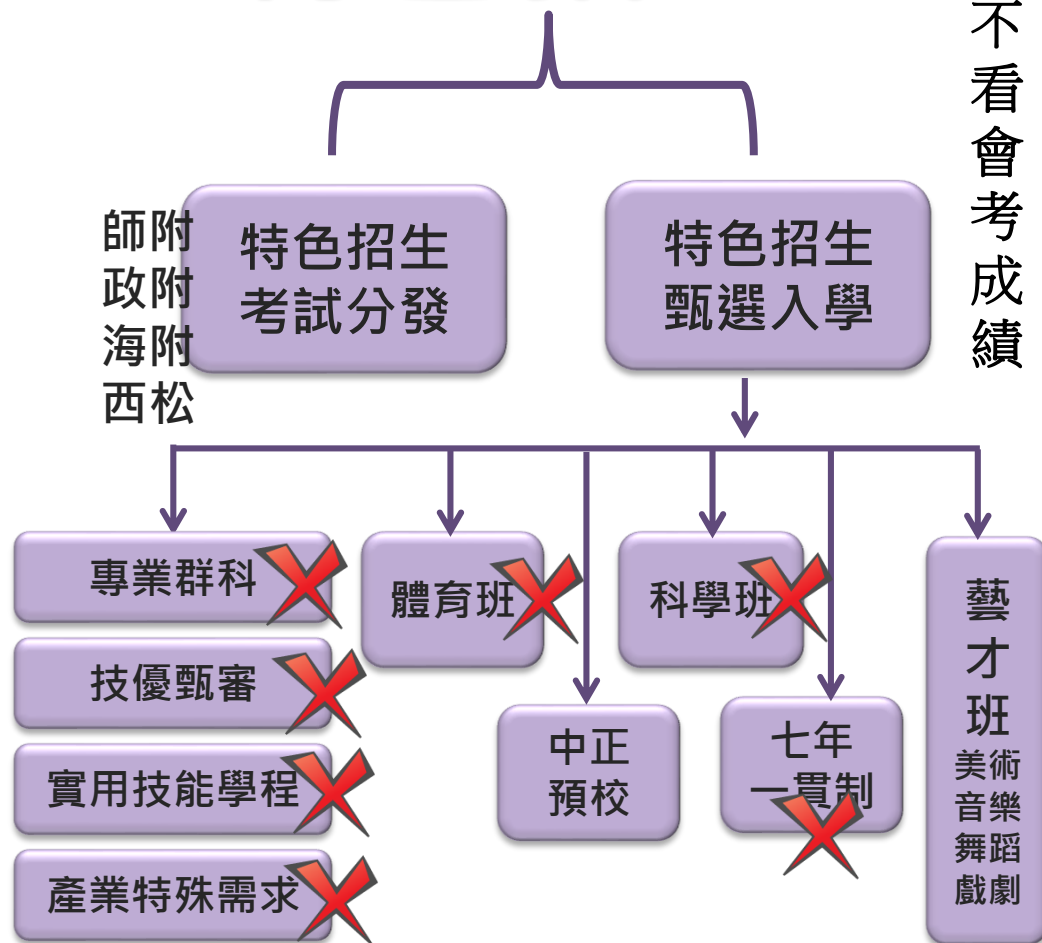 不看會考成績
師附
政附
海附
西松
特色招生
考試分發
特色招生
甄選入學
專業群科
技優甄審
實用技能學程
產業特殊需求
體育班
中正
預校
科學班
七年
一貫制
藝才班
美術
音樂
舞蹈
戲劇